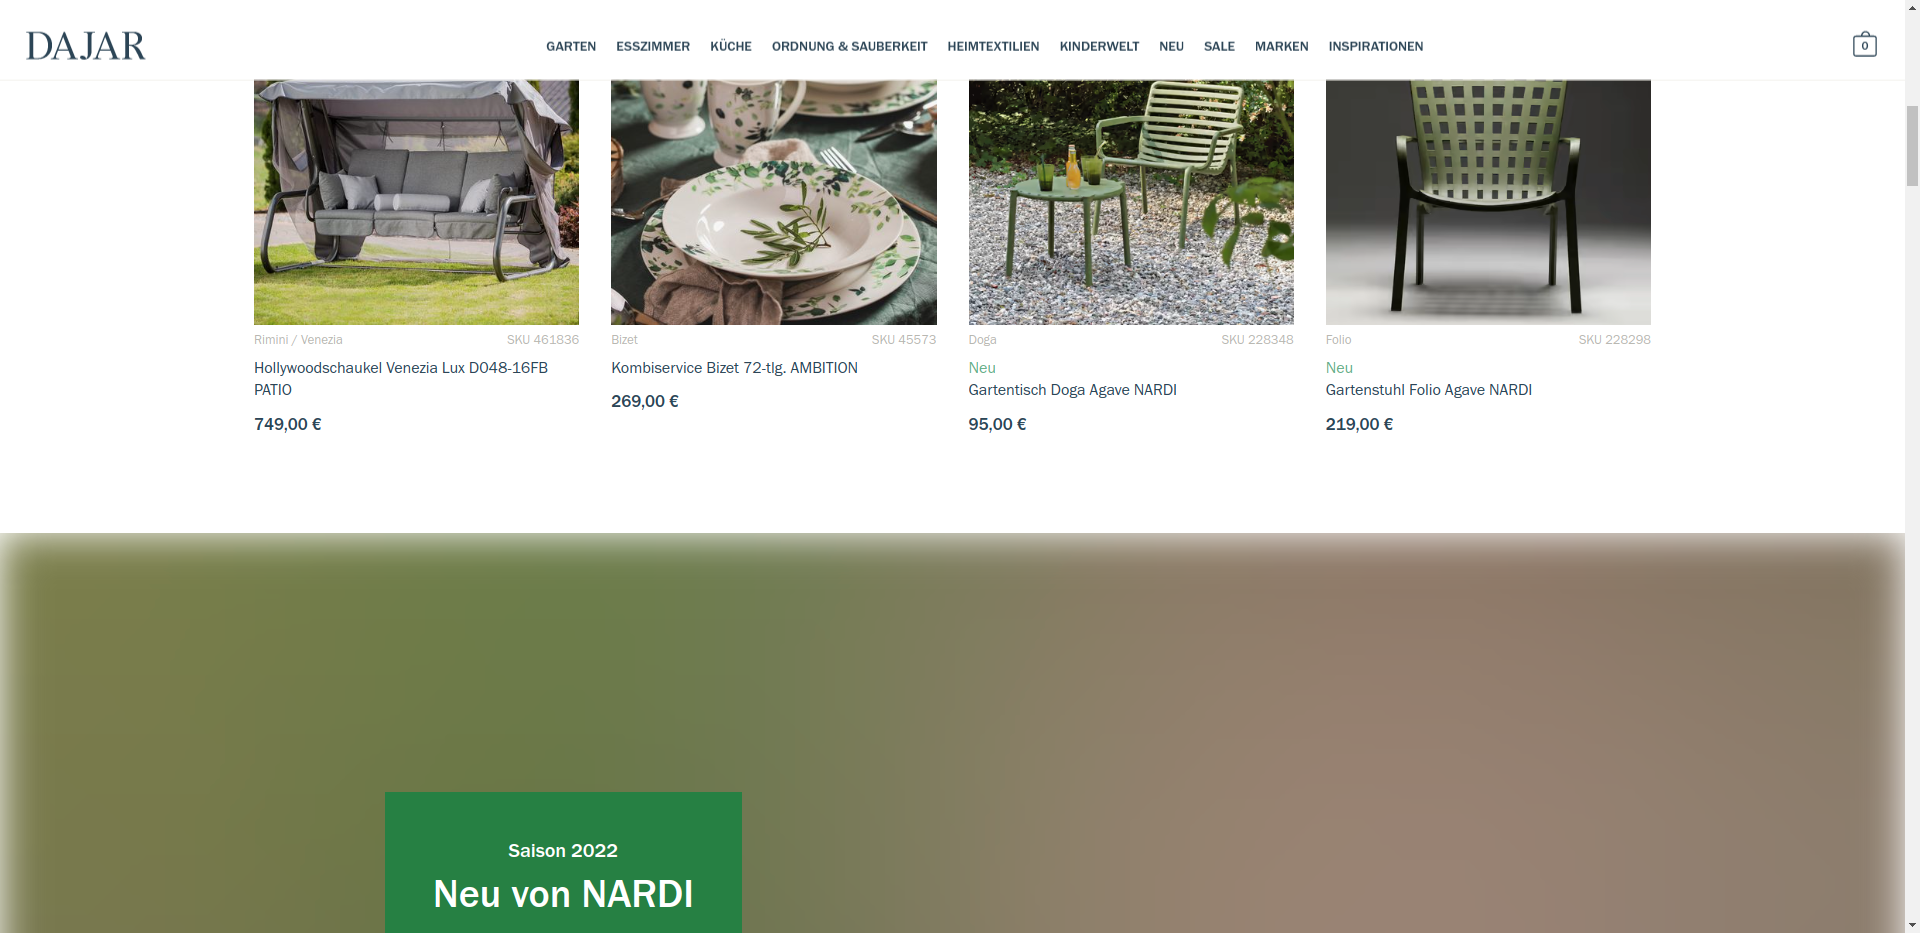 DAJAR
GARTEN
ESSZIMMER
KÜCHE
ORDNUNG & SAUBERKEIT
HEIMTEXTILIEN
KINDERWELT
NEU
SALE
MARKEN
INSPIRATIONEN
0
Rimini / Venezia
SKU 461836
Hollywoodschaukel Venezia Lux D048-16FB
PATIO
749,00 €
Bizet
SKU 45573
Kombiservice Bizet 72-tlg. AMBITION
269,00 €
Doga
SKU 228348
Neu
Gartentisch Doga Agave NARDI
95,00 €
Folio
SKU 228298
Neu
Gartenstuhl Folio Agave NARDI
219,00 €
Saison 2022
Neu von NARDI